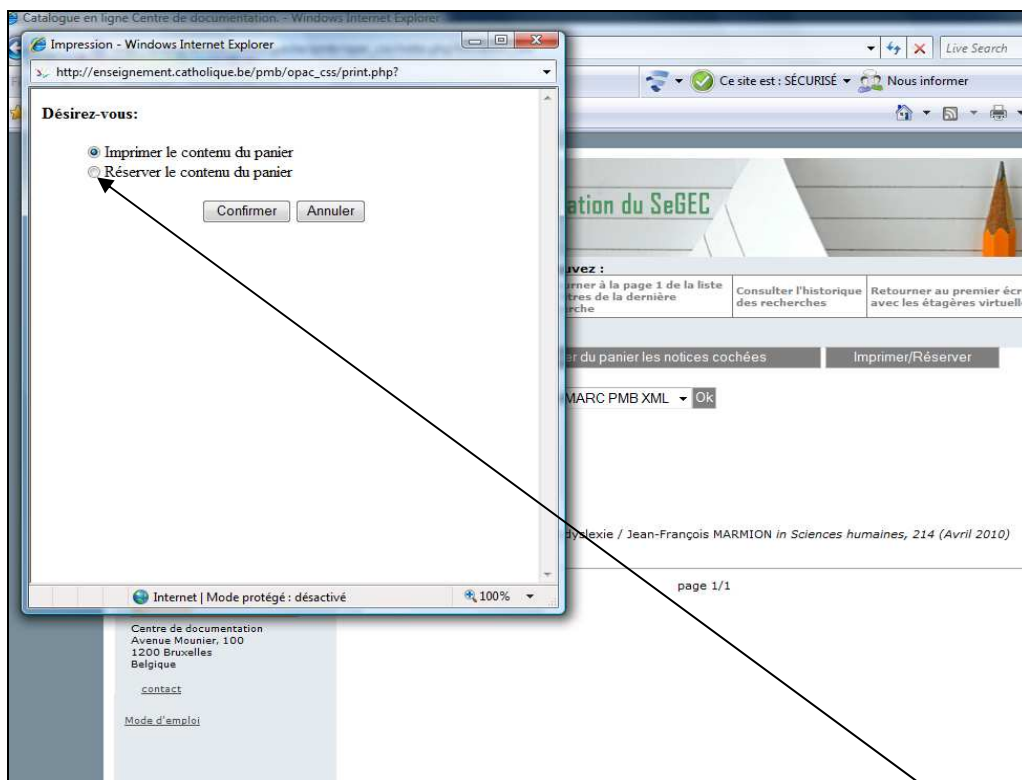 Catalogue en ligne Centre de documentation. - Windows Internet Explorer
Impression - Windows Internet Explorer
http://enseignement.catholique.be/pmb/opac_css/print.php?
Live Search
Ce site est : SÉCURISÉ
Nous informer
Désirez-vous:
Imprimer le contenu du panier
Réserver le contenu du panier
Confirmer Annuler
ation du SeGEC
uvez :
rner à la page 1 de la liste
tres de la dernière
rche
Consulter l'historique
des recherches
Retourner au premier écr
avec les étagères virtuell
er du panier les notices cochées
Imprimer/Réserver
MARC PMB XML Ok
dyslexie / Jean-François MARMION in Sciences humaines, 214 (Avril 2010)
page 1/1
Internet | Mode protégé : désactivé
100%
Centre de documentation
Avenue Mounier, 100
1200 Bruxelles
Belgique
contact
Mode d'emploi